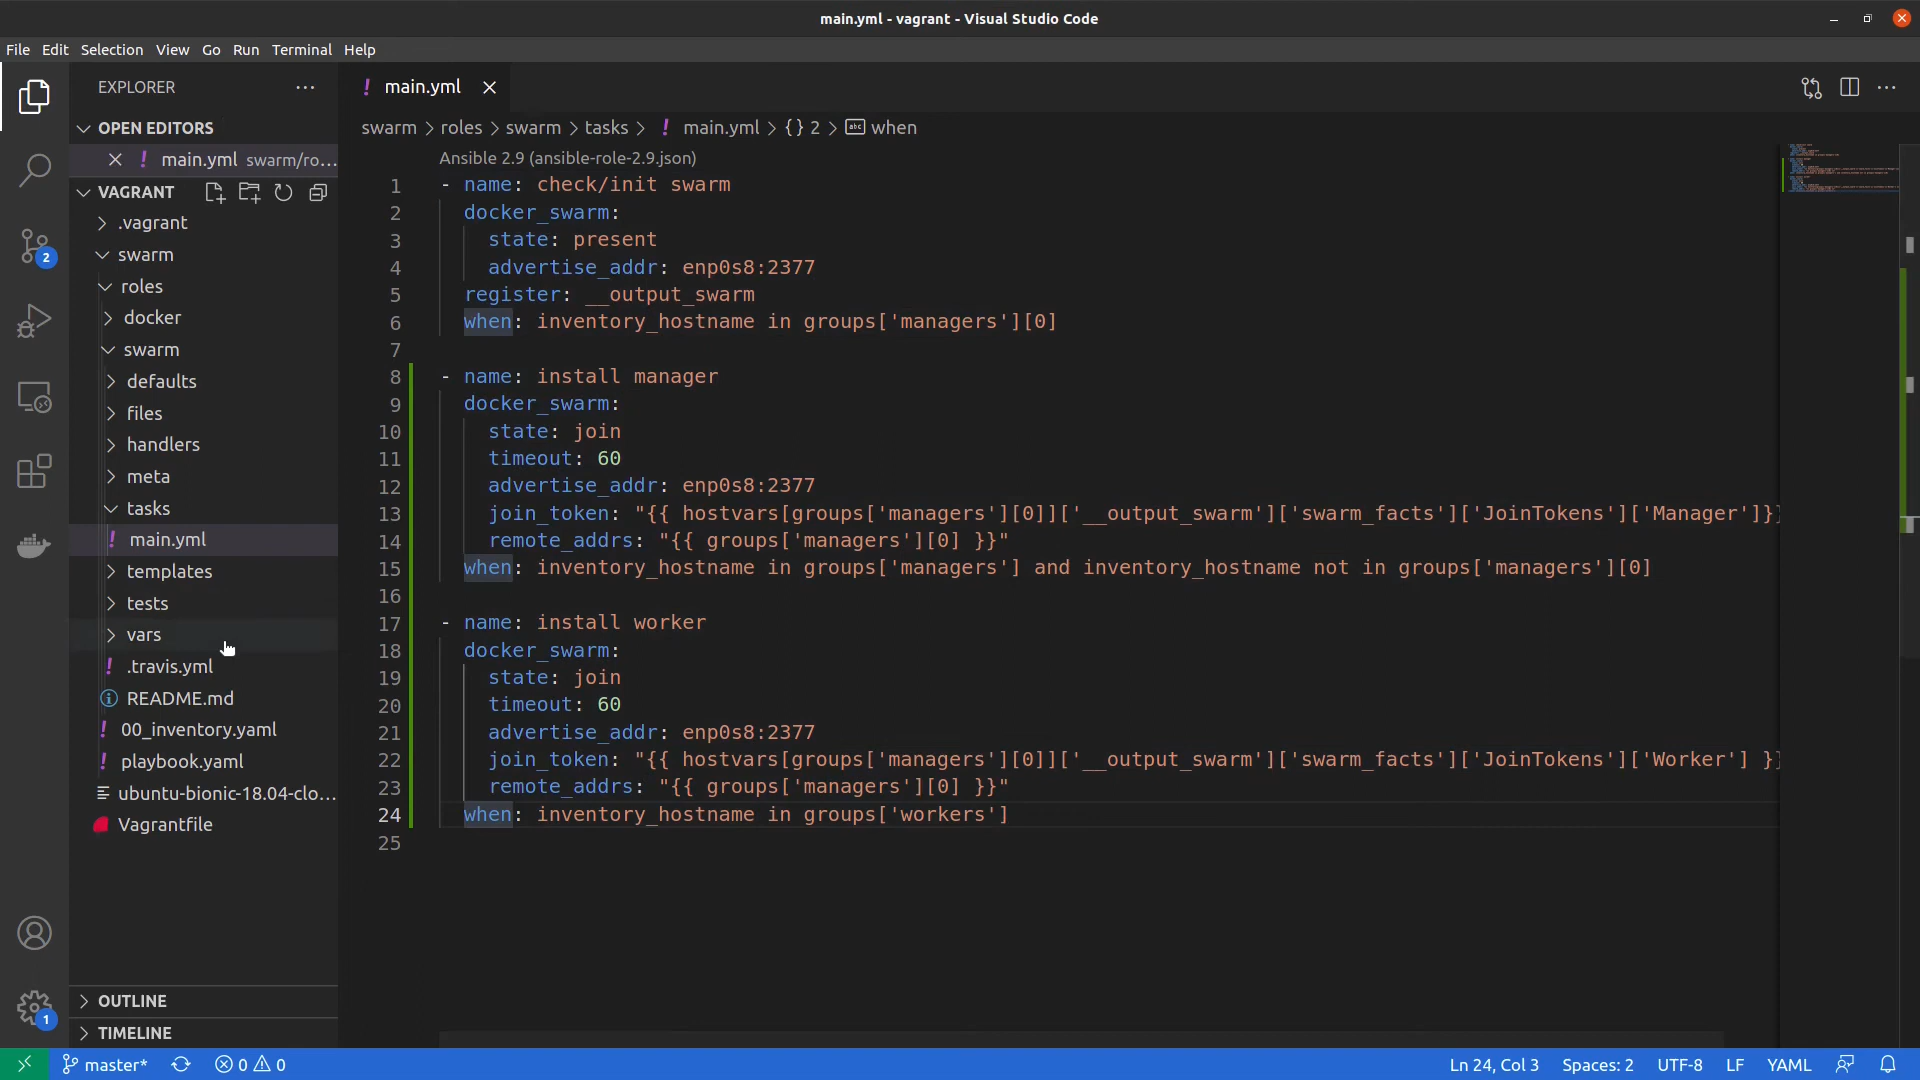 main.yml - vagrant - Visual Studio Code
File Edit Selection View Go Run Terminal Help
EXPLORER
OPEN EDITORS
main.yml swarm/ro...
VAGRANT
.vagrant
swarm
roles
docker
swarm
defaults
files
handlers
meta
tasks
main.yml
templates
tests
vars
.travis.yml
README.md
00_inventory.yaml
playbook.yaml
ubuntu-bionic-18.04-clo...
Vagrantfile
OUTLINE
TIMELINE
2
1
main.yml
swarm > roles > swarm > tasks > ! main.yml > {} 2 > abc when
Ansible 2.9 (ansible-role-2.9.json)
1 - name: check/init swarm
2 docker_swarm:
3 state: present
4 advertise_addr: enp0s8:2377
5 register: __output_swarm
6 when: inventory_hostname in groups['managers'][0]
7
8 - name: install manager
9 docker_swarm:
10 state: join
11 timeout: 60
12 advertise_addr: enp0s8:2377
13 join_token: "{{ hostvars[groups['managers'][0]]['__output_swarm']['swarm_facts']['JoinTokens']['Manager']}}
14 remote_addrs: "{{ groups['managers'][0] }}"
15 when: inventory_hostname in groups['managers'] and inventory_hostname not in groups['managers'][0]
16
17 - name: install worker
18 docker_swarm:
19 state: join
20 timeout: 60
21 advertise_addr: enp0s8:2377
22 join_token: "{{ hostvars[groups['managers'][0]]['__output_swarm']['swarm_facts']['JoinTokens']['Worker'] }}
23 remote_addrs: "{{ groups['managers'][0] }}"
24 when: inventory_hostname in groups['workers']
25
master* 0 0 Ln 24, Col 3 Spaces: 2 UTF-8 LF YAML